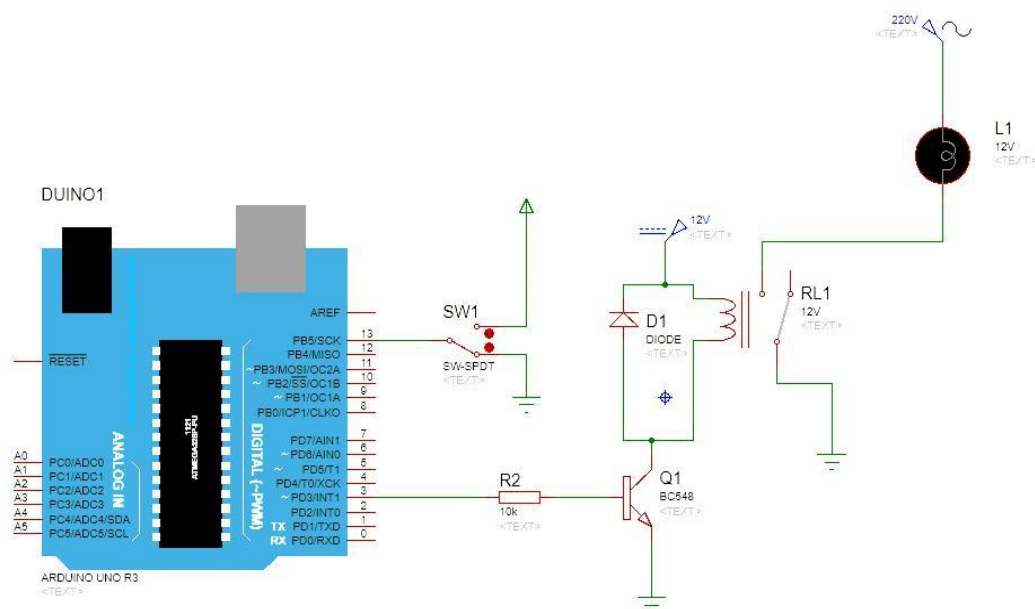 220V
<TEXT>
L1
12V
<TEXT>
DUINO1
12V
<TEXT>
SW1
SW-SPDT
<TEXT>
D1
DIODE
<TEXT>
RL1
12V
<TEXT>
RESET
AREF
PB5/SCK 13
PB4/MISO 12
~PB3/MOSI/OC2A 11
~ PB2/SS/OC1B 10
~ PB1/OC1A 9
PB0/ICP1/CLKO 8
PD7/AIN1 7
~ PD6/AIN0 6
~ PD5/T1 5
PD4/T0/XCK 4
~PD3/INT1 3
PD2/INT0 2
TX PD1/TXD 1
RX PD0/RXD 0
DIGITAL (~PWM)
1121
ATMEGA328P-PU
ANALOG IN
A0 PC0/ADC0
A1 PC1/ADC1
A2 PC2/ADC2
A3 PC3/ADC3
A4 PC4/ADC4/SDA
A5 PC5/ADC5/SCL
R2
10k
<TEXT>
Q1
BC548
<TEXT>
ARDUINO UNO R3
<TEXT>